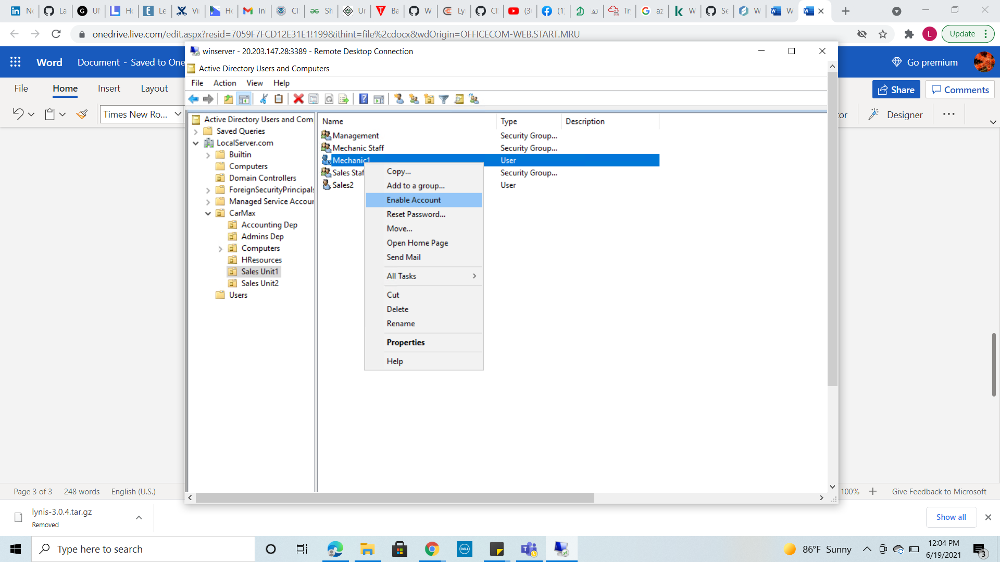 No
La
G
UI
L
Ho
Le
Vi
Ho
In
Cl
Sh
Un
Ba
W
Ly
Cl
(3
(1)
az
W
Se
W
W
onedrive.live.com/edit.aspx?resid=7059F7FCD12E31E1!199&ithint=file%2cdocx&wdOrigin=OFFICECOM-WEB.START.MRU
L
Update
Word
Document - Saved to One
Go premium
File
Home
Insert
Layout
Share
Comments
Times New Ro...
or
Designer
winserver - 20.203.147.28:3389 - Remote Desktop Connection
Active Directory Users and Computers
File
Action
View
Help
Active Directory Users and Com
Saved Queries
LocalServer.com
Builtin
Computers
Domain Controllers
ForeignSecurityPrincipals
Managed Service Accour
CarMax
Accounting Dep
Admins Dep
Computers
HResources
Sales Unit1
Sales Unit2
Users
Name
Type
Description
Management
Security Group...
Mechanic Staff
Security Group...
Mechanic1
User
Sales Staf
Security Group...
Sales2
User
Copy...
Add to a group...
Enable Account
Reset Password...
Move...
Open Home Page
Send Mail
All Tasks
Cut
Delete
Rename
Properties
Help
Page 3 of 3
248 words
English (U.S.)
100%
Give Feedback to Microsoft
lynis-3.0.4.tar.gz
Removed
Show all
Type here to search
DELL
86°F Sunny
12:04 PM
6/19/2021
3